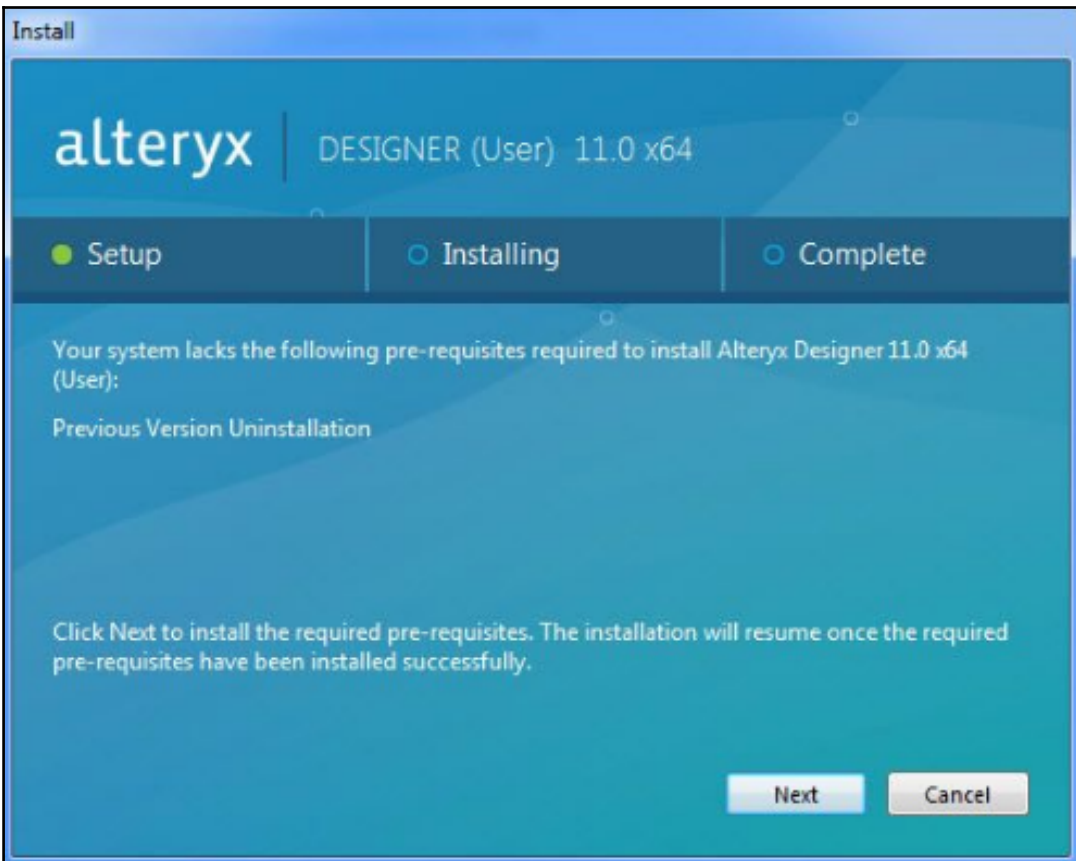 Install
alteryx DESIGNER (User) 11.0 x64
Setup Installing Complete
Your system lacks the following pre-requisites required to install Alteryx Designer 11.0 x64
(User):
Previous Version Uninstallation
Click Next to install the required pre-requisites. The installation will resume once the required
pre-requisites have been installed successfully.
Next Cancel